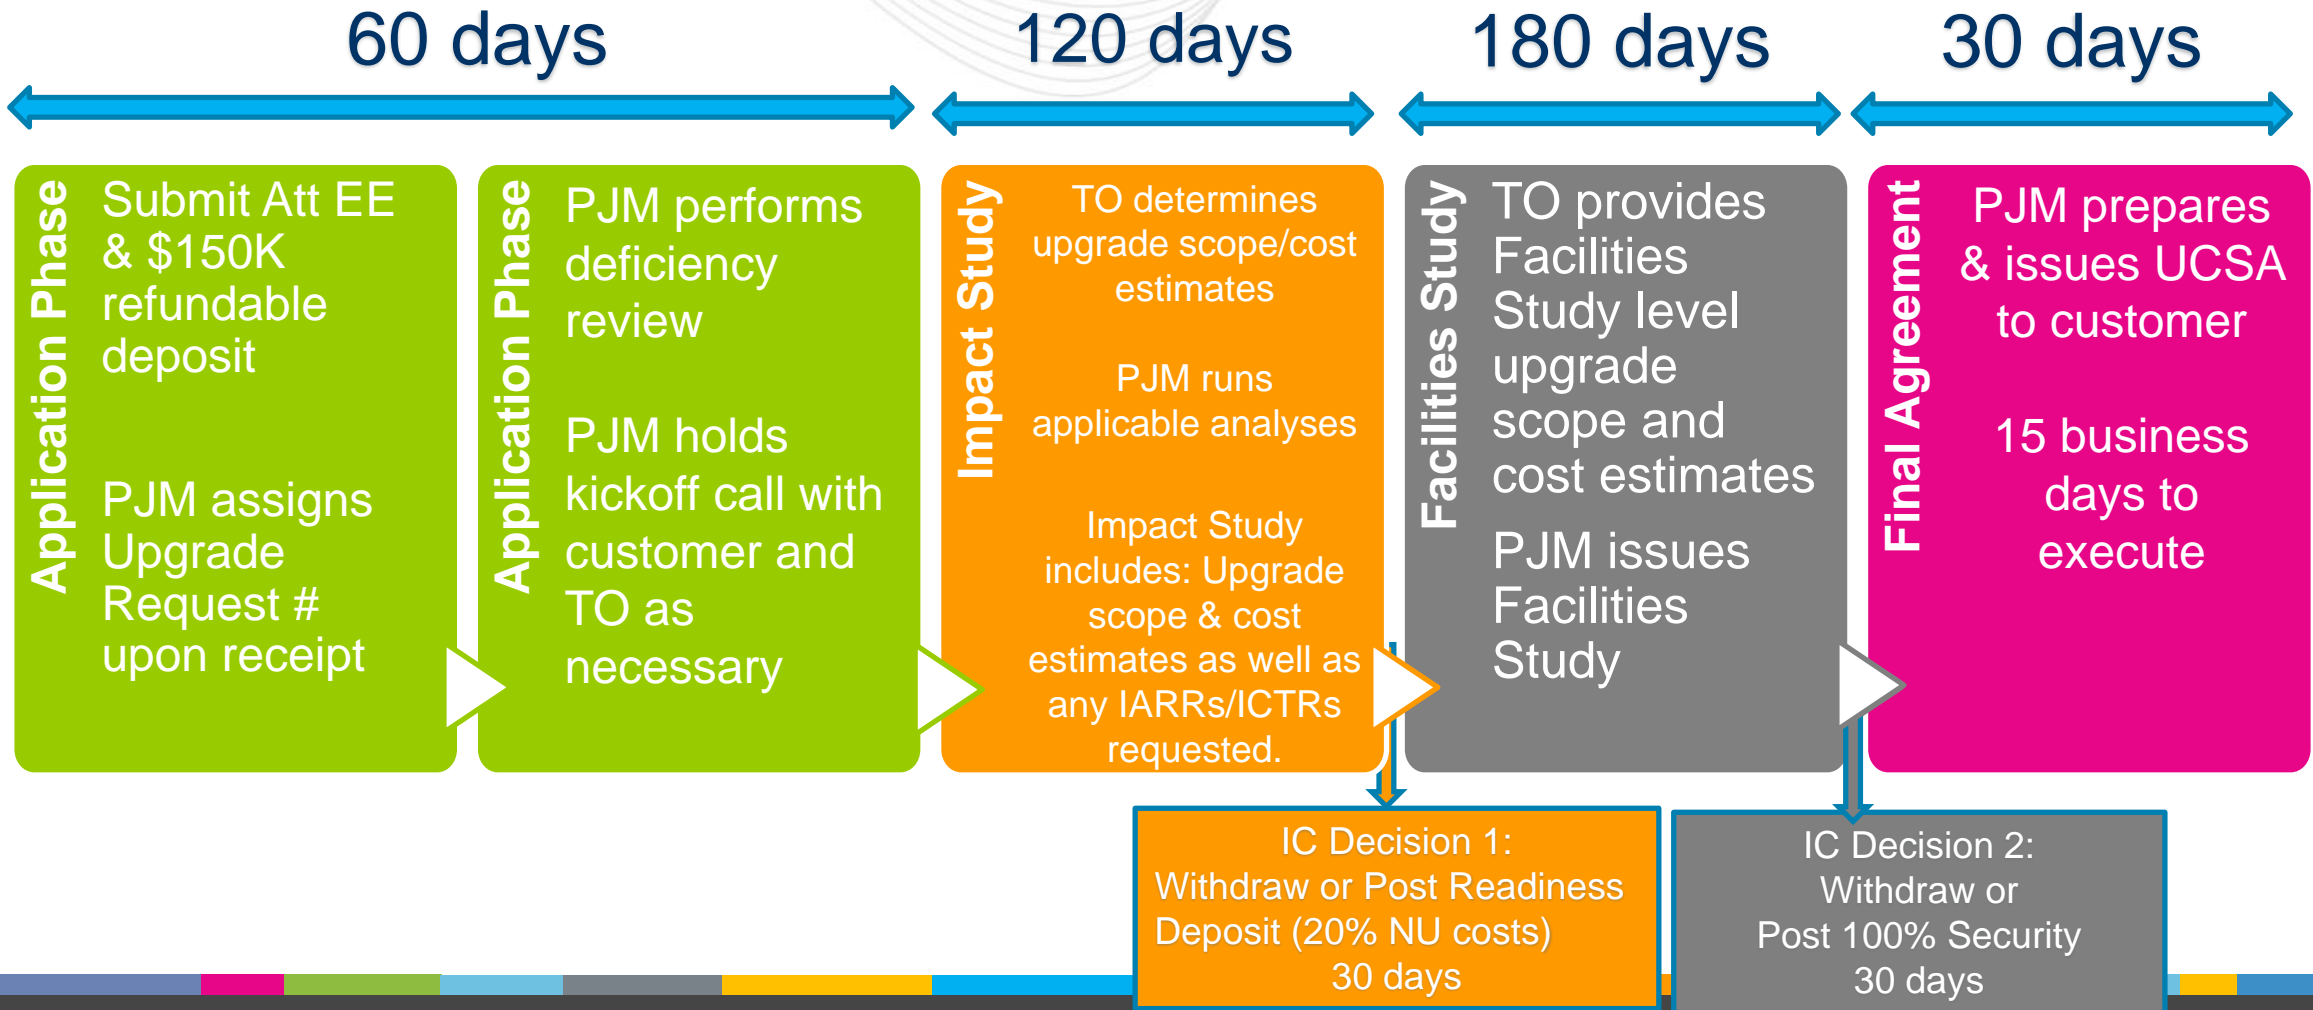 60 days
120 days
180 days
30 days
Application Phase
Submit Att EE
& $150K
refundable
deposit
PJM assigns
Upgrade
Request #
upon receipt
Application Phase
PJM performs
deficiency
review
PJM holds
kickoff call with
customer and
TO as
necessary
Impact Study
TO determines
upgrade scope/cost
estimates
PJM runs
applicable analyses
Impact Study
includes: Upgrade
scope & cost
estimates as well as
any IARRs/ICTRs
requested.
Facilities Study
TO provides
Facilities
Study level
upgrade
scope and
cost estimates
PJM issues
Facilities
Study
Final Agreement
PJM prepares
& issues UCSA
to customer
15 business
days to
execute
IC Decision 1:
Withdraw or Post Readiness
Deposit (20% NU costs)
30 days
IC Decision 2:
Withdraw or
Post 100% Security
30 days